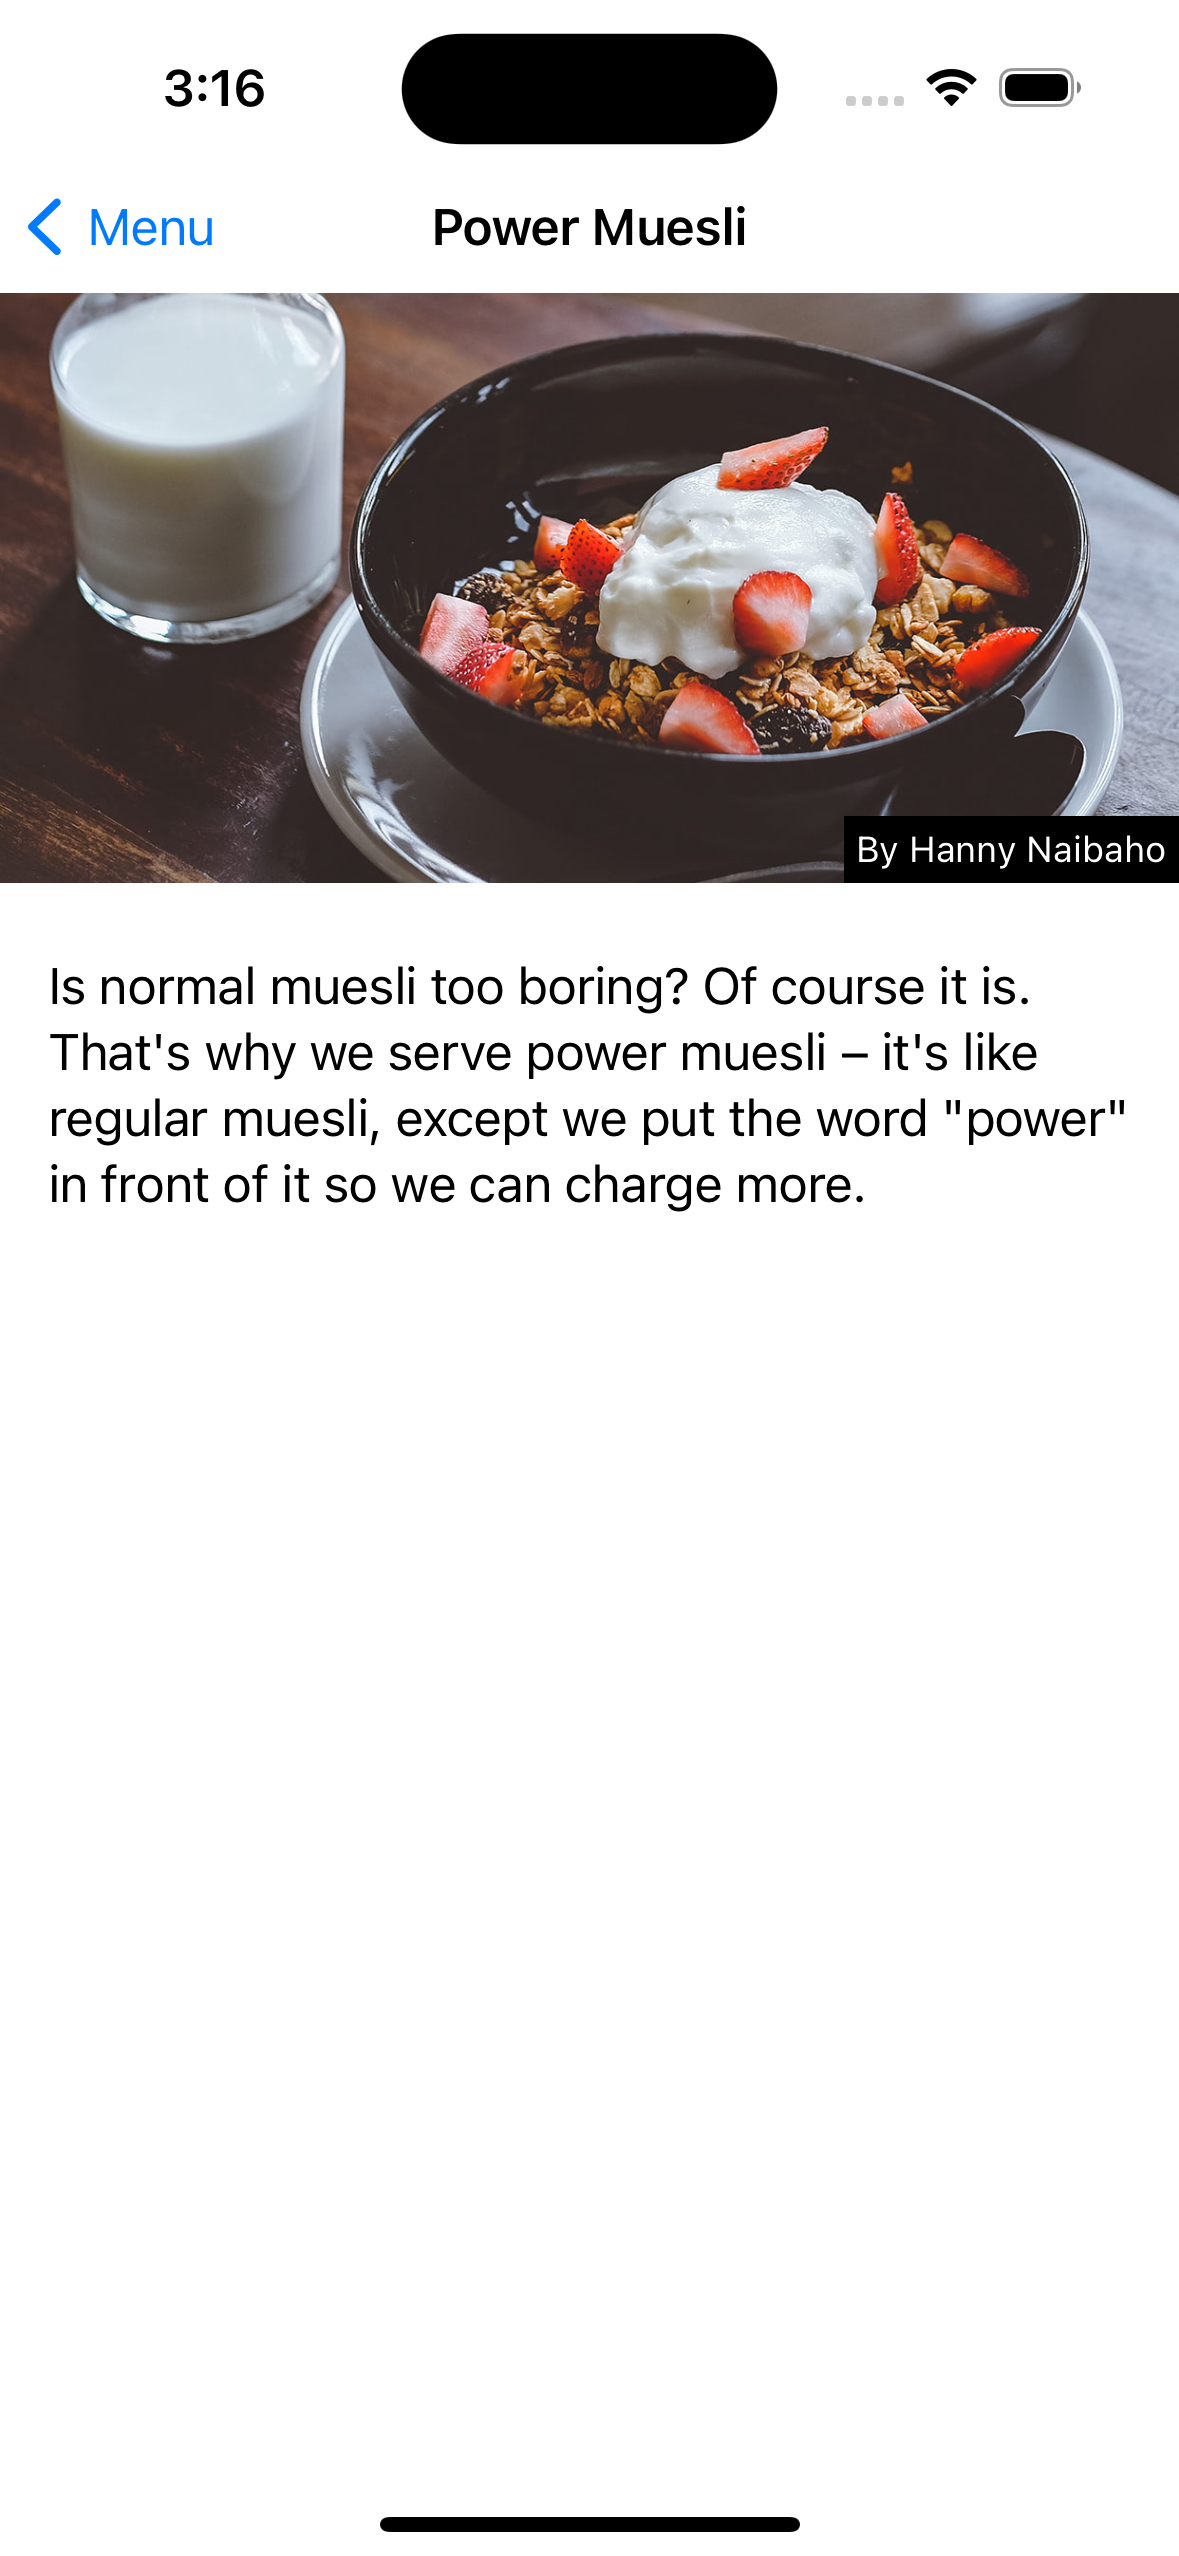 3:16
Menu
Power Muesli
By Hanny Naibaho
Is normal muesli too boring? Of course it is.
That's why we serve power muesli – it's like
regular muesli, except we put the word "power"
in front of it so we can charge more.